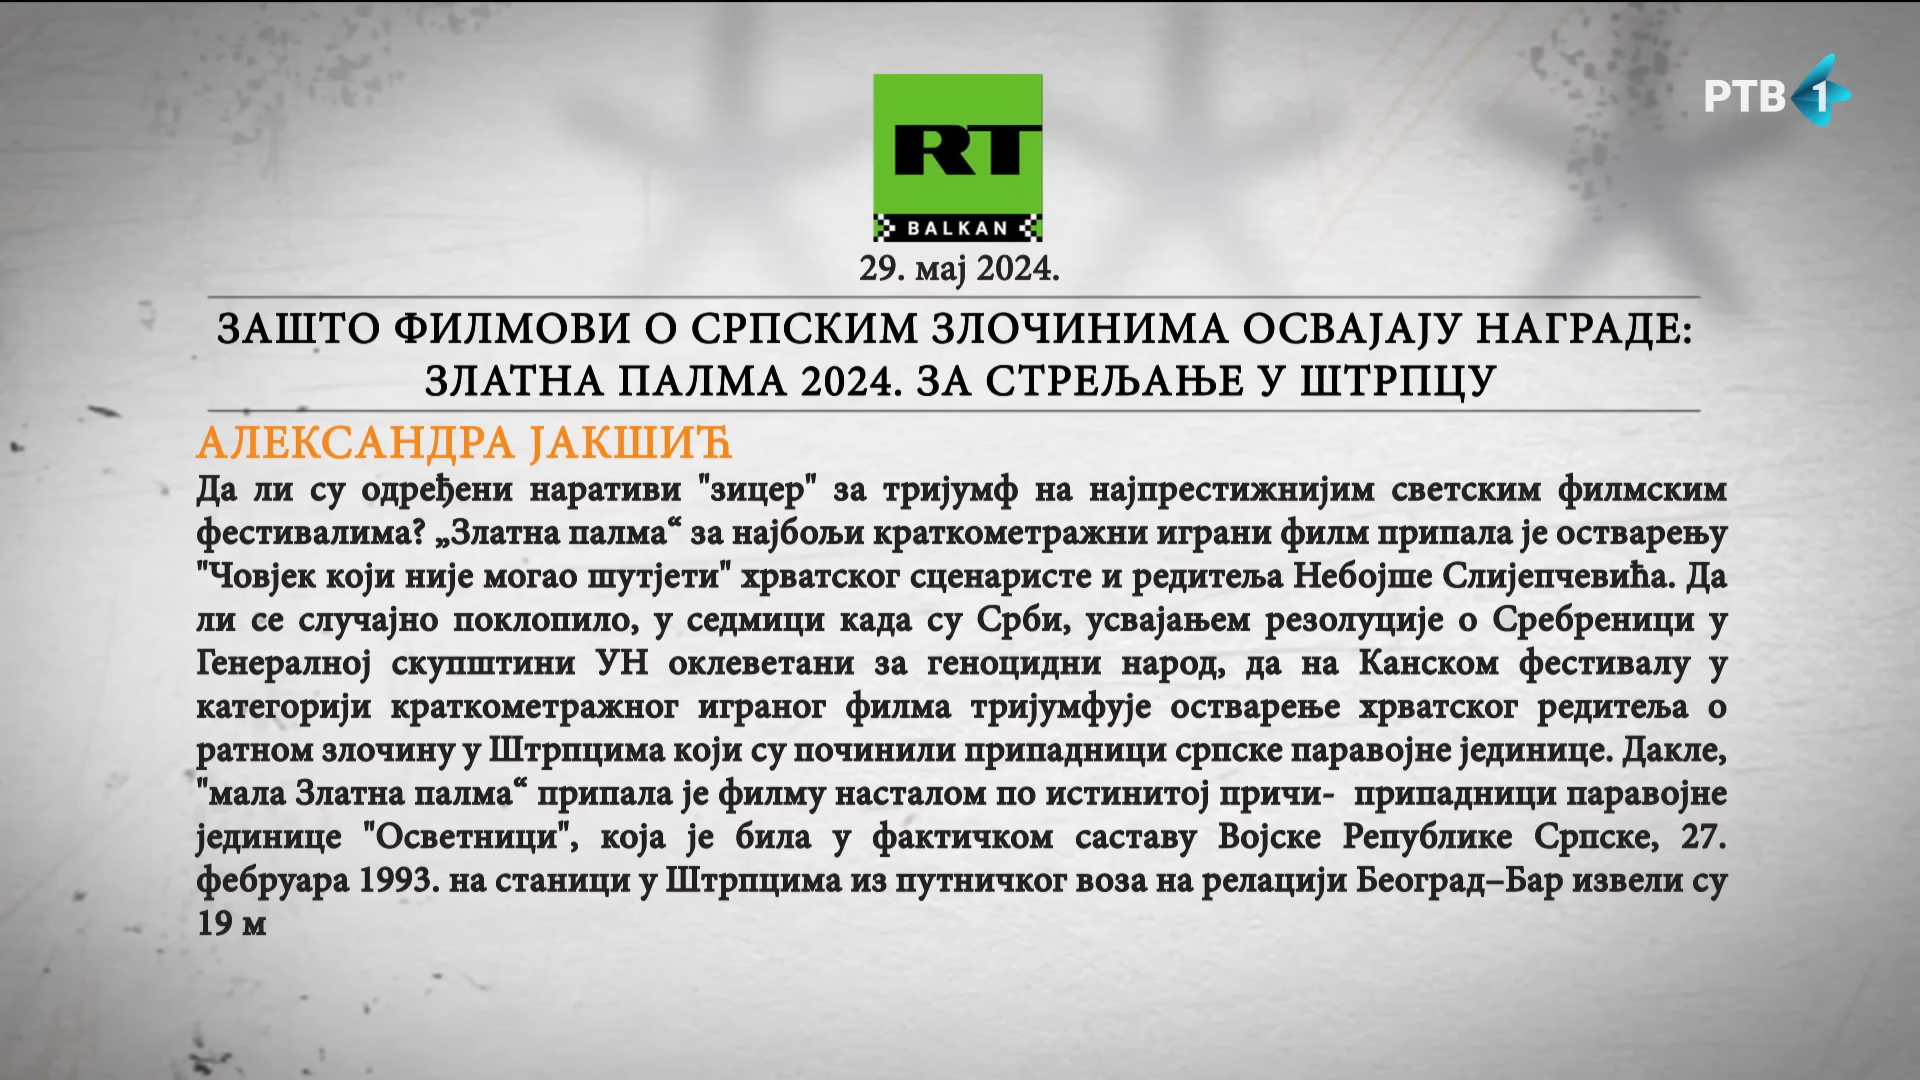 РТВ 1
RT
BALKAN
29. мај 2024.
ЗАШТО ФИЛМОВИ О СРПСКИМ ЗЛОЧИНИМА ОСВАЈАЈУ НАГРАДЕ:
ЗЛАТНА ПАЛМА 2024. ЗА СТРЕЉАЊЕ У ШТРПЦУ
АЛЕКСАНДРА ЈАКШИЋ
Да ли су одређени наративи "зицер" за тријумф на најпрестижнијим светским филмским
фестивалима? „Златна палма“ за најбољи краткометражни играни филм припала је остварењу
"Човјек који није могао шутјети" хрватског сценаристе и редитеља Небојше Слијепчевића. Да
ли се случајно поклопило, у седмици када су Срби, усвајањем резолуције о Сребреници у
Генералној скупштини УН оклеветани за геноцидни народ, да на Канском фестивалу у
категорији краткометражног играног филма тријумфује остварење хрватског редитеља о
ратном злочину у Штрпцима који су починили припадници српске паравојне јединице. Дакле,
"мала Златна палма“ припала је филму насталом по истинитој причи- припадници паравојне
јединице "Осветници", која је била у фактичком саставу Војске Републике Српске, 27.
фебруара 1993. на станици у Штрпцима из путничког воза на релацији Београд–Бар извели су
19 м